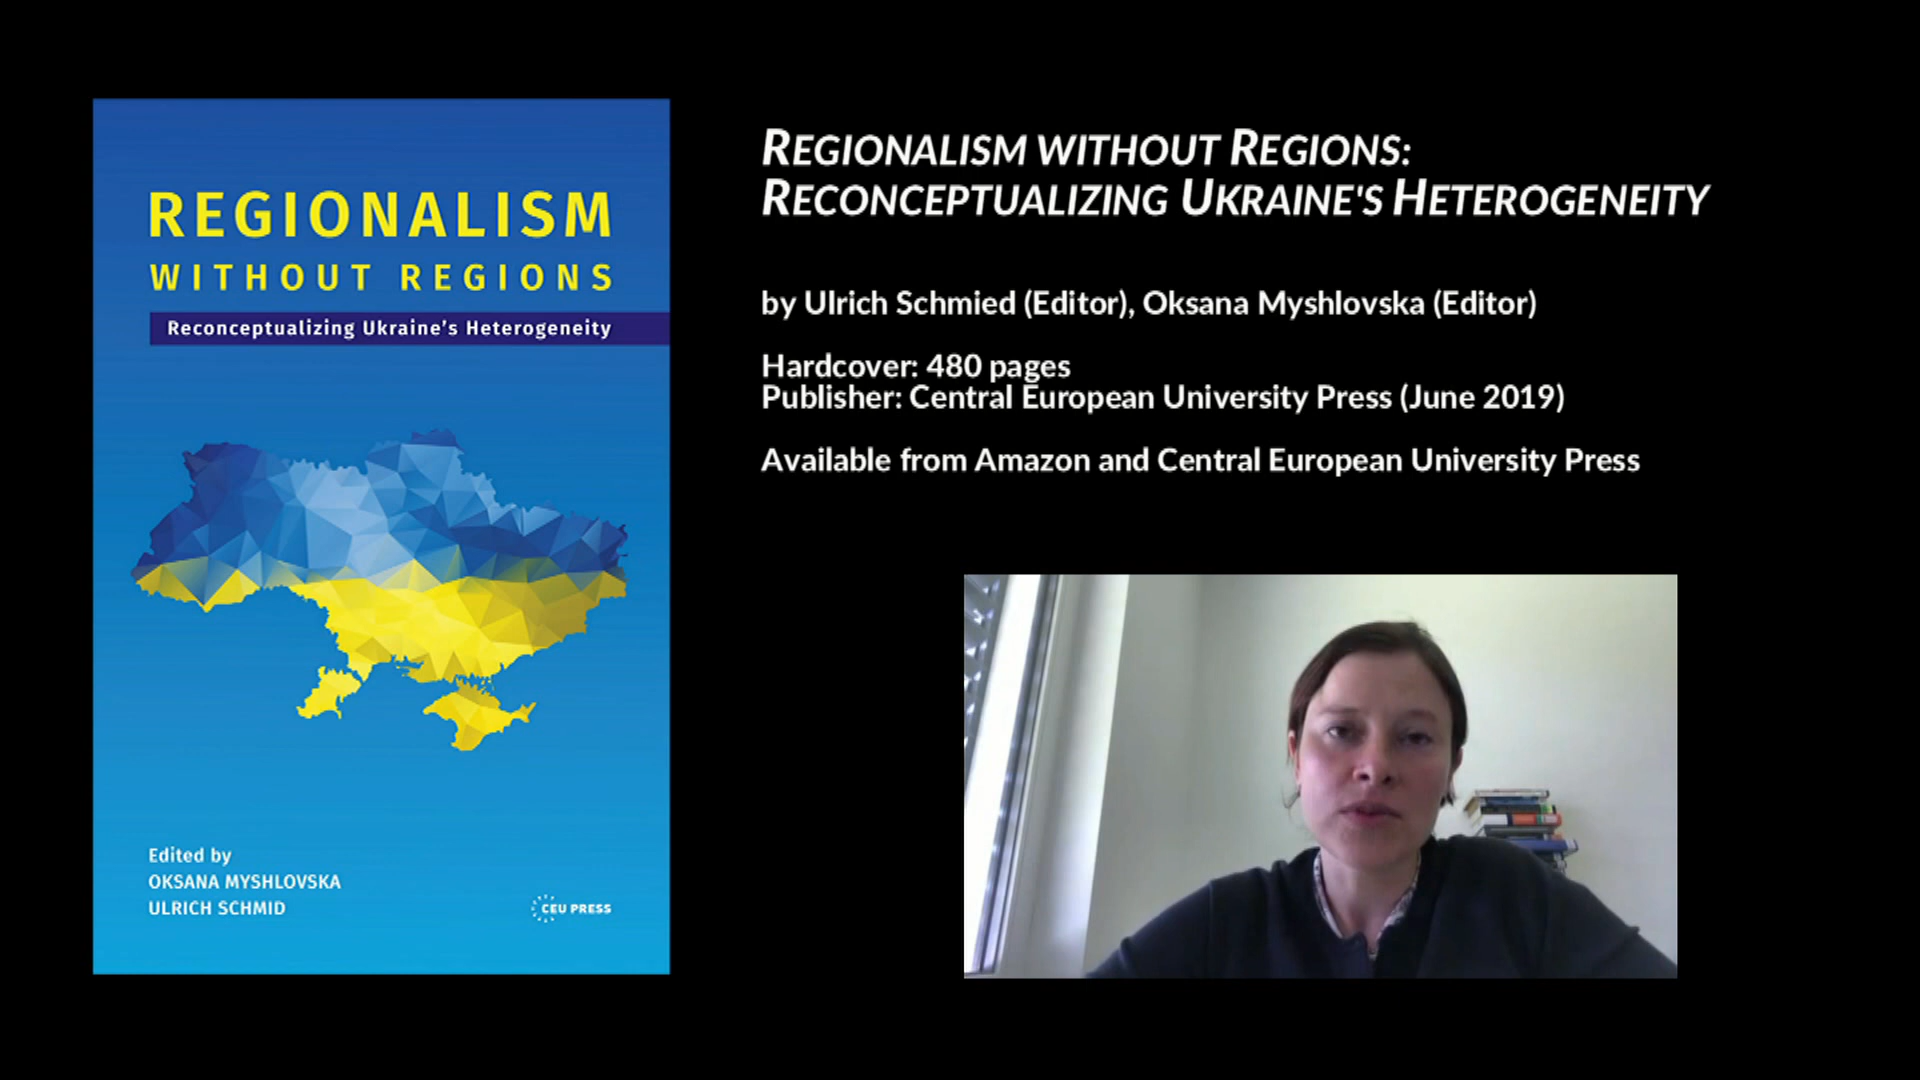 REGIONALISM
WITHOUT REGIONS
Reconceptualizing Ukraine's Heterogeneity
Edited by
OKSANA MYSHLOVSKA
ULRICH SCHMID
CEU PRESS
REGIONALISM WITHOUT REGIONS:
RECONCEPTUALIZING UKRAINE'S HETEROGENEITY
by Ulrich Schmied (Editor), Oksana Myshlovska (Editor)
Hardcover: 480 pages
Publisher: Central European University Press (June 2019)
Available from Amazon and Central European University Press